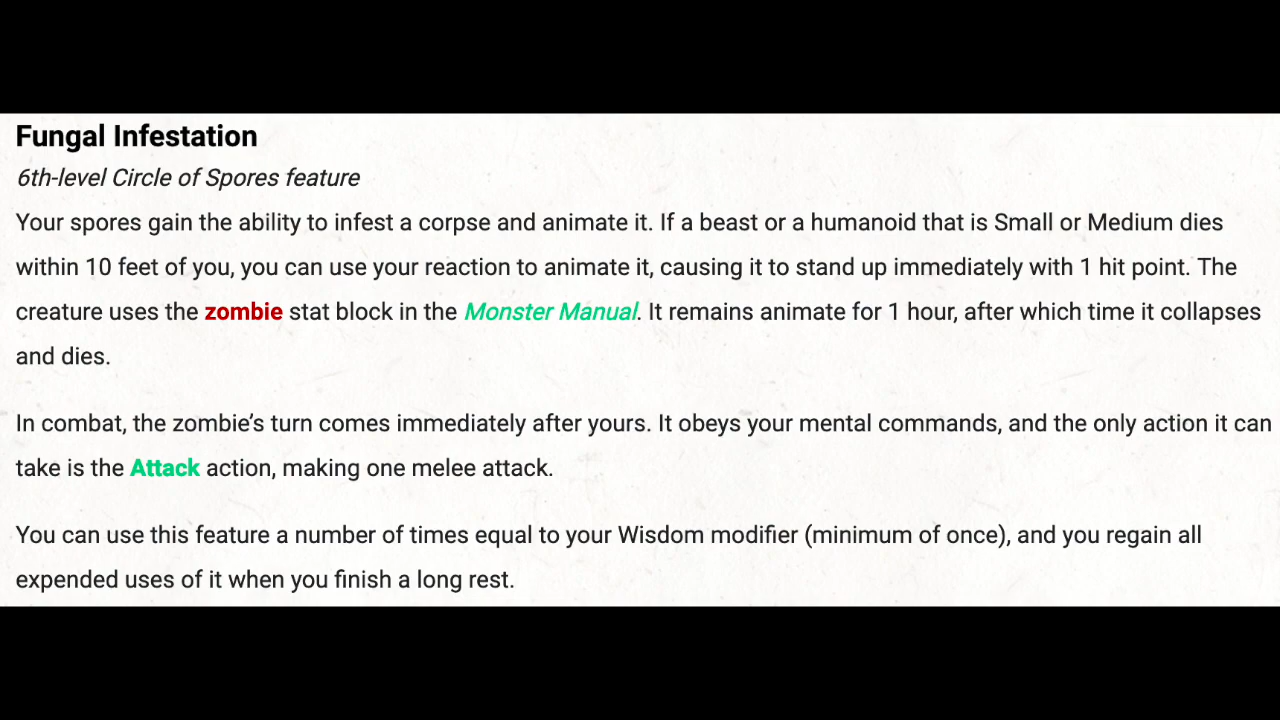 Fungal Infestation
6th-level Circle of Spores feature
Your spores gain the ability to infest a corpse and animate it. If a beast or a humanoid that is Small or Medium dies
within 10 feet of you, you can use your reaction to animate it, causing it to stand up immediately with 1 hit point. The
creature uses the zombie stat block in the Monster Manual. It remains animate for 1 hour, after which time it collapses
and dies.
In combat, the zombie’s turn comes immediately after yours. It obeys your mental commands, and the only action it can
take is the Attack action, making one melee attack.
You can use this feature a number of times equal to your Wisdom modifier (minimum of once), and you regain all
expended uses of it when you finish a long rest.